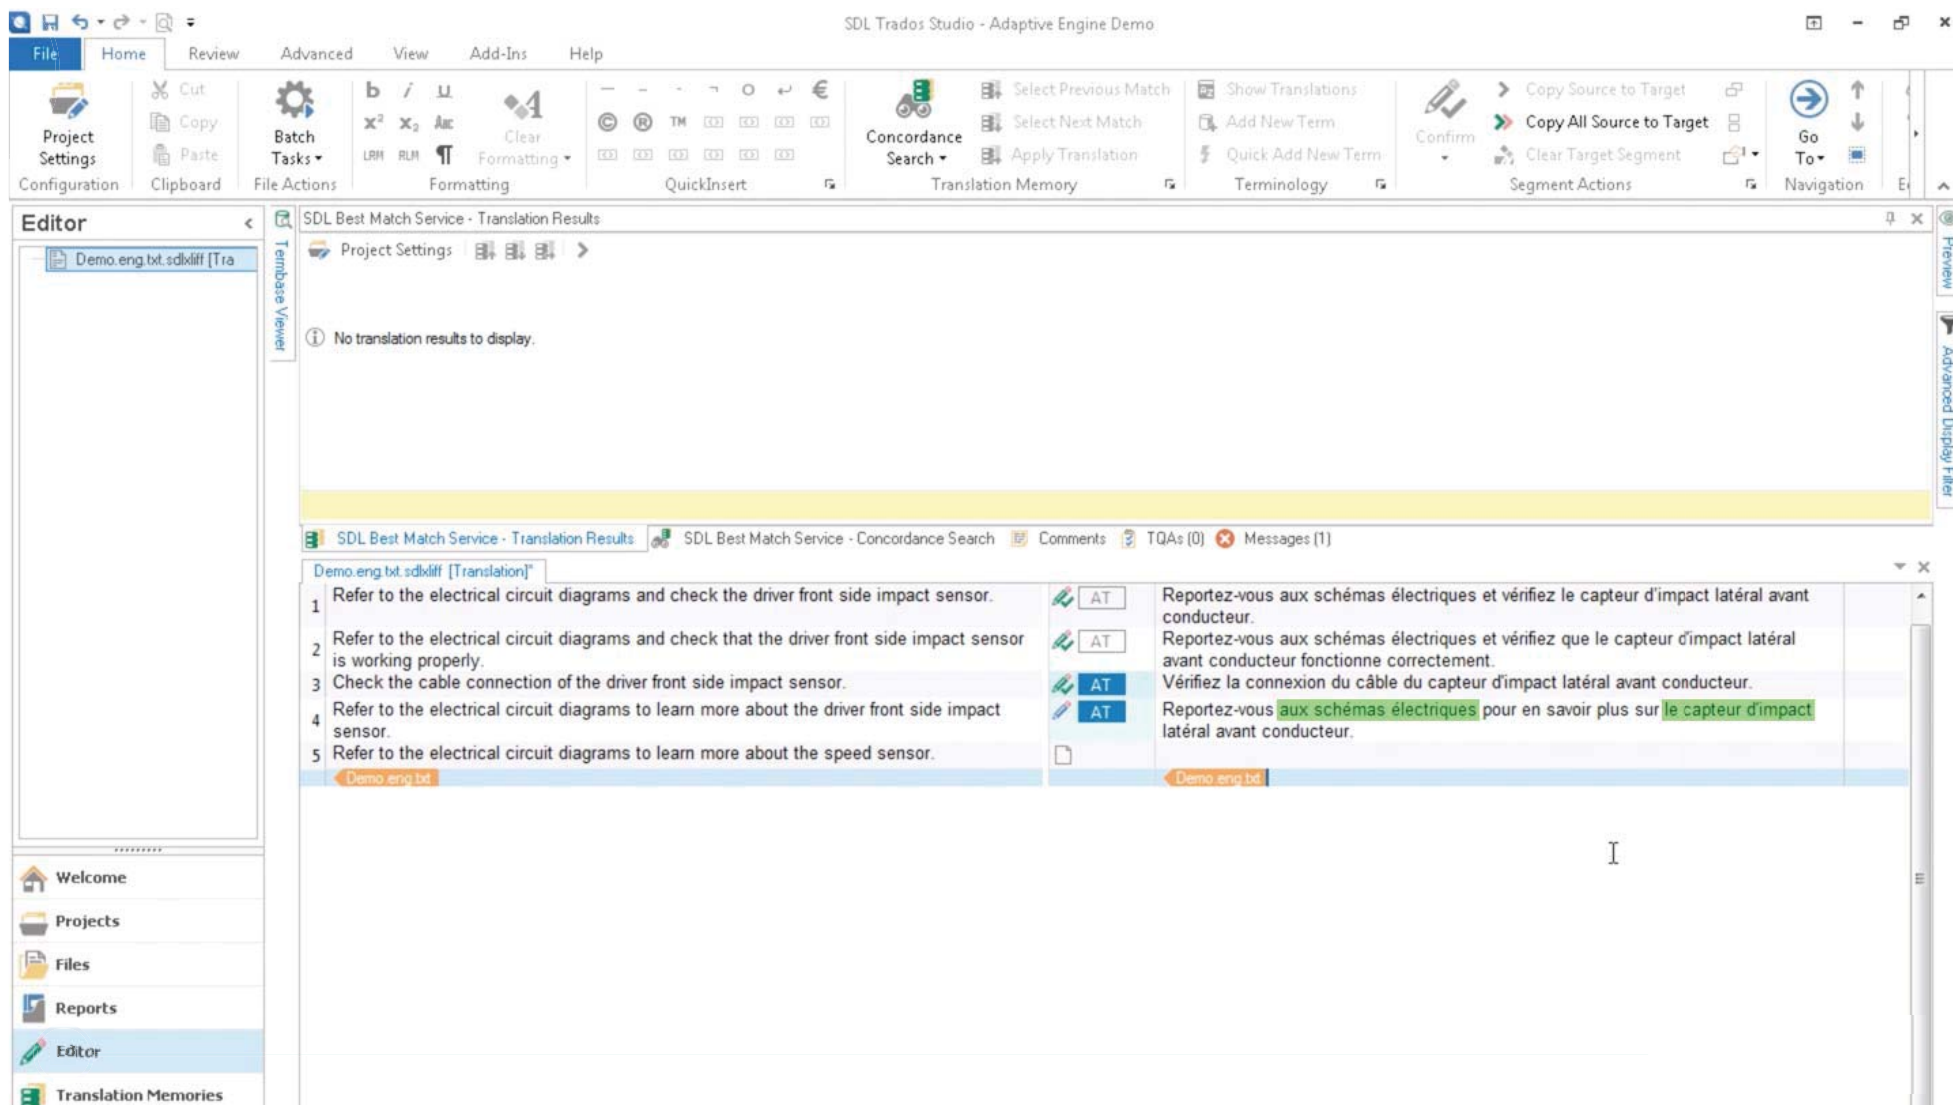 SDL Trados Studio - Adaptive Engine Demo
File Home Review Advanced View Add-Ins Help
Project Settings
Cut
Copy
Paste
Batch Tasks
b i u
x² x₂ ABC
LRM RLM ¶
Clear Formatting
€
© ® TM
Concordance Search
Select Previous Match
Select Next Match
Apply Translation
Show Translations
Add New Term
Quick Add New Term
Confirm
Copy Source to Target
Copy All Source to Target
Clear Target Segment
Go To
Configuration Clipboard File Actions Formatting QuickInsert Translation Memory Terminology Segment Actions Navigation
Editor
Demo.eng.txt.sdlxliff [Tra
Termbase Viewer
SDL Best Match Service - Translation Results
Project Settings
No translation results to display.
Preview
Advanced Display Filter
SDL Best Match Service - Translation Results SDL Best Match Service - Concordance Search Comments TQAs (0) Messages (1)
Demo.eng.txt.sdlxliff [Translation]*
1 Refer to the electrical circuit diagrams and check the driver front side impact sensor. AT Reportez-vous aux schémas électriques et vérifiez le capteur d'impact latéral avant
conducteur.
2 Refer to the electrical circuit diagrams and check that the driver front side impact sensor AT Reportez-vous aux schémas électriques et vérifiez que le capteur d'impact latéral
is working properly. avant conducteur fonctionne correctement.
3 Check the cable connection of the driver front side impact sensor. AT Vérifiez la connexion du câble du capteur d'impact latéral avant conducteur.
4 Refer to the electrical circuit diagrams to learn more about the driver front side impact AT Reportez-vous aux schémas électriques pour en savoir plus sur le capteur d'impact
sensor. latéral avant conducteur.
5 Refer to the electrical circuit diagrams to learn more about the speed sensor.
Demo.eng.txt Demo.eng.txt
Welcome
Projects
Files
Reports
Editor
Translation Memories